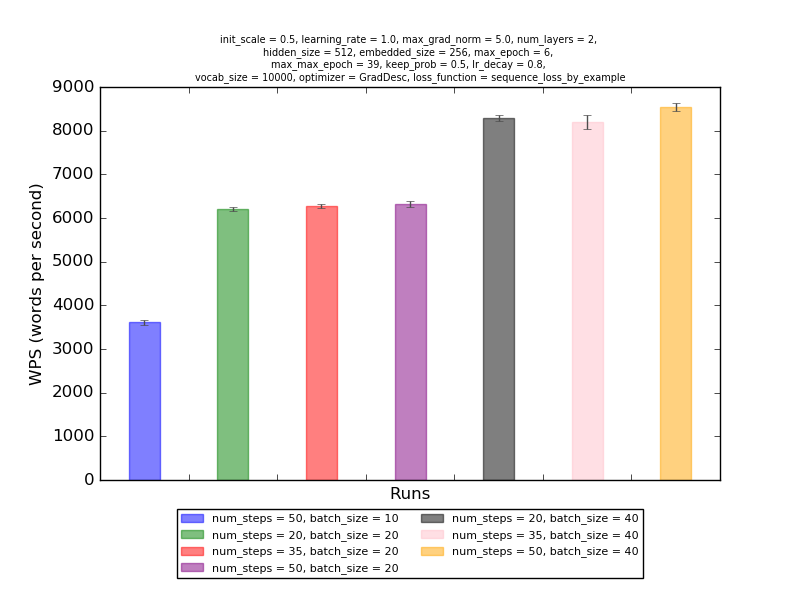 init_scale = 0.5, learning_rate = 1.0, max_grad_norm = 5.0, num_layers = 2,
hidden_size = 512, embedded_size = 256, max_epoch = 6,
max_max_epoch = 39, keep_prob = 0.5, lr_decay = 0.8,
vocab_size = 10000, optimizer = GradDesc, loss_function = sequence_loss_by_example
9000
8000
7000
6000
5000
4000
3000
2000
1000
0
WPS (words per second)
Runs
num_steps = 50, batch_size = 10
num_steps = 20, batch_size = 20
num_steps = 35, batch_size = 20
num_steps = 50, batch_size = 20
num_steps = 20, batch_size = 40
num_steps = 35, batch_size = 40
num_steps = 50, batch_size = 40